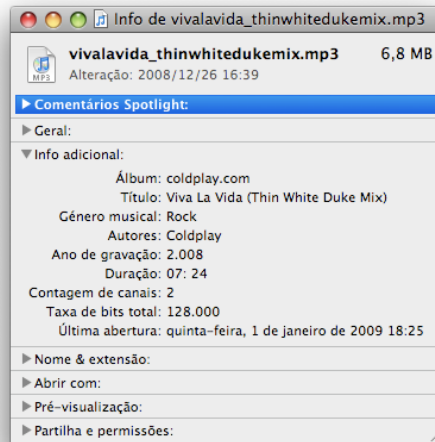 Info de vivalavida_thinwhitedukemix.mp3
vivalavida_thinwhitedukemix.mp3 6,8 MB
MP3
Alteração: 2008/12/26 16:39
Comentários Spotlight:
Geral:
Info adicional:
Álbum: coldplay.com
Título: Viva La Vida (Thin White Duke Mix)
Género musical: Rock
Autores: Coldplay
Ano de gravação: 2.008
Duração: 07: 24
Contagem de canais: 2
Taxa de bits total: 128.000
Última abertura: quinta-feira, 1 de janeiro de 2009 18:25
Nome & extensão:
Abrir com:
Pré-visualização:
Partilha e permissões: